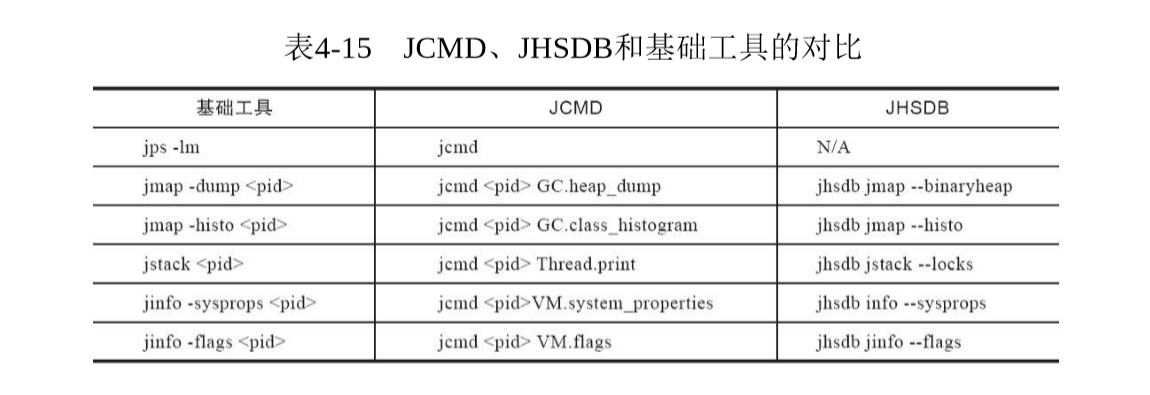 表4-15 JCMD、JHSDB和基础工具的对比
基础工具 JCMD JHSDB
jps -lm jcmd N/A
jmap -dump <pid> jcmd <pid> GC.heap_dump jhsdb jmap --binaryheap
jmap -histo <pid> jcmd <pid> GC.class_histogram jhsdb jmap --histo
jstack <pid> jcmd <pid> Thread.print jhsdb jstack --locks
jinfo -sysprops <pid> jcmd <pid>VM.system_properties jhsdb info --sysprops
jinfo -flags <pid> jcmd <pid> VM.flags jhsdb jinfo --flags